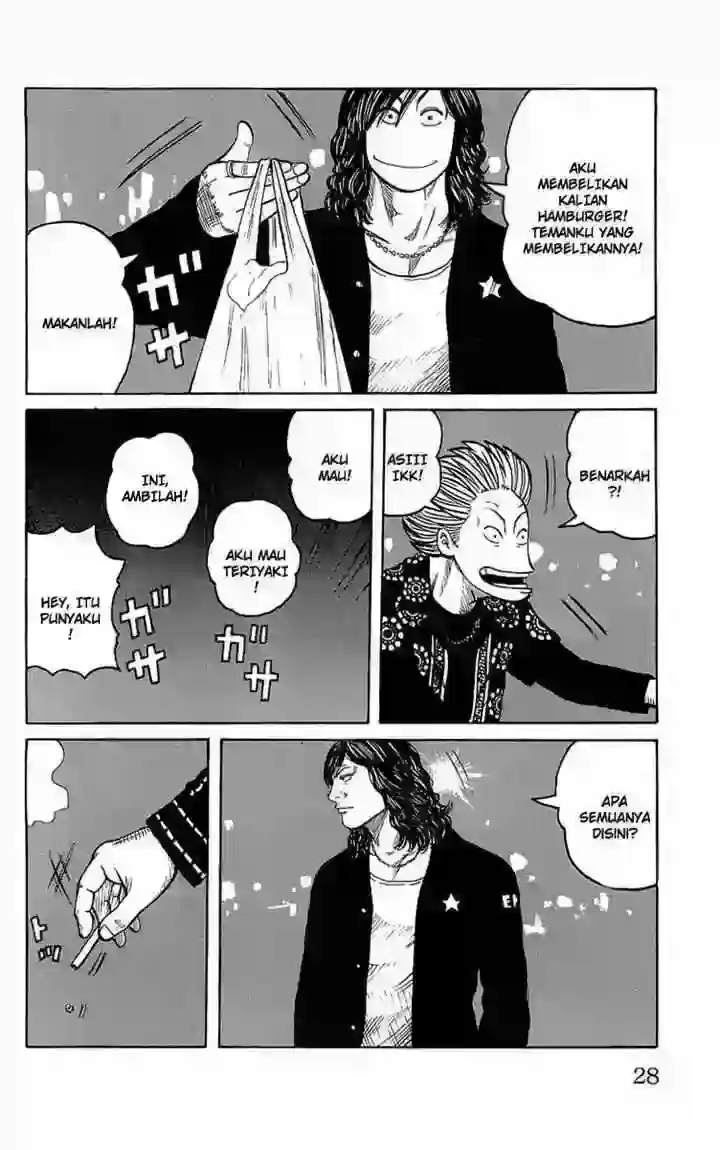 AKU
MEMBELIKAN
KALIAN
HAMBURGER!
TEMANKU YANG
MEMBELIKANNYA!
MAKANLAH!
ガ
サ
BENARKAH
?!
ASIII
IKK!
AKU
MAU!
INI,
AMBILAH!
AKU MAU
TERIYAKI
!
HEY, ITU
PUNYAKU
!
ガ
サ
ガ
サ
APA
SEMUANYA
DISINI?
28